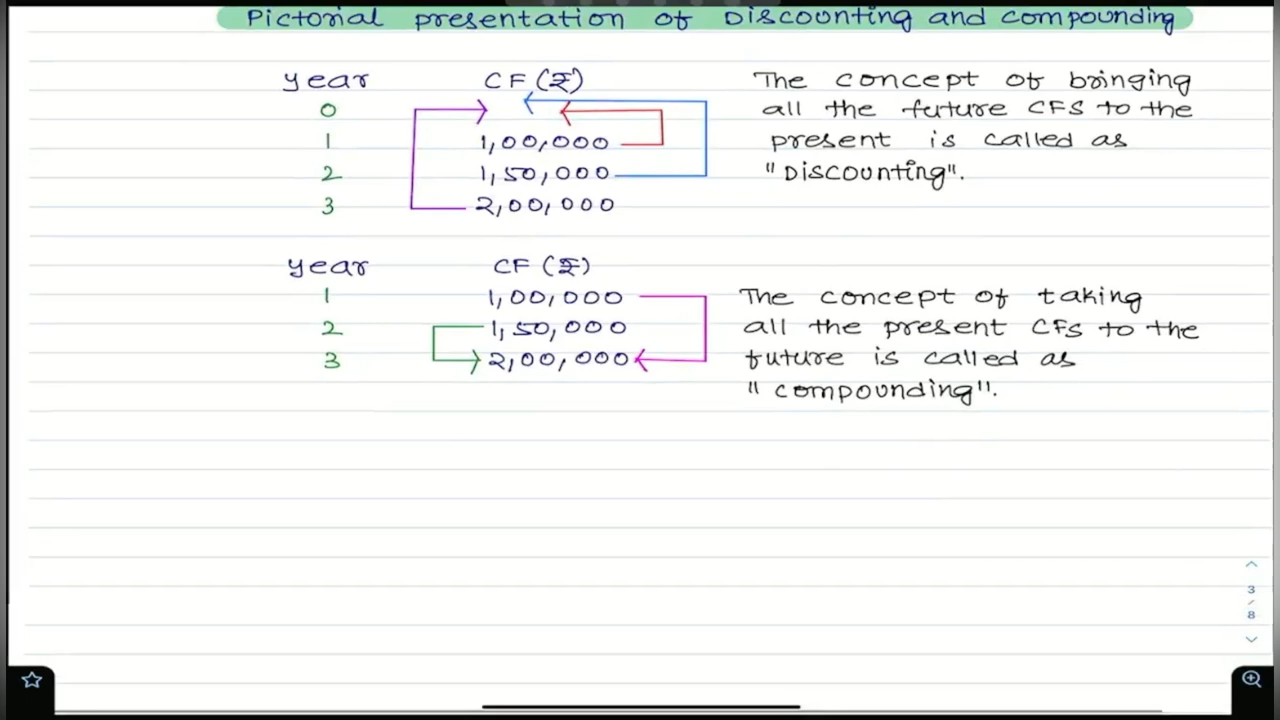 Pictorial presentation of Discounting and compounding
year CF (₹) The concept of bringing
0 all the future CFS to the
1 1,00,000 present is called as
2 1,50,000 "Discounting".
3 2,00,000
year CF (₹)
1 1,00,000 The concept of taking
2 1,50,000 all the present CFS to the
3 2,00,000 future is called as
"compounding".
3
/
8